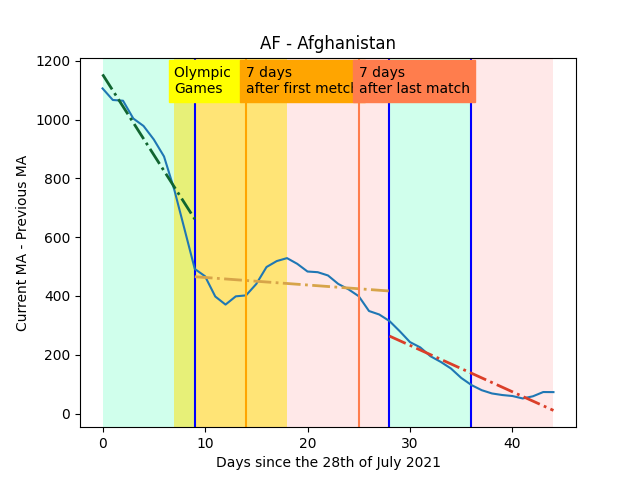 AF - Afghanistan
Olympic
Games
7 days
after first metch
7 days
after last match
Current MA - Previous MA
1200
1000
800
600
400
200
0
0 10 20 30 40
Days since the 28th of July 2021